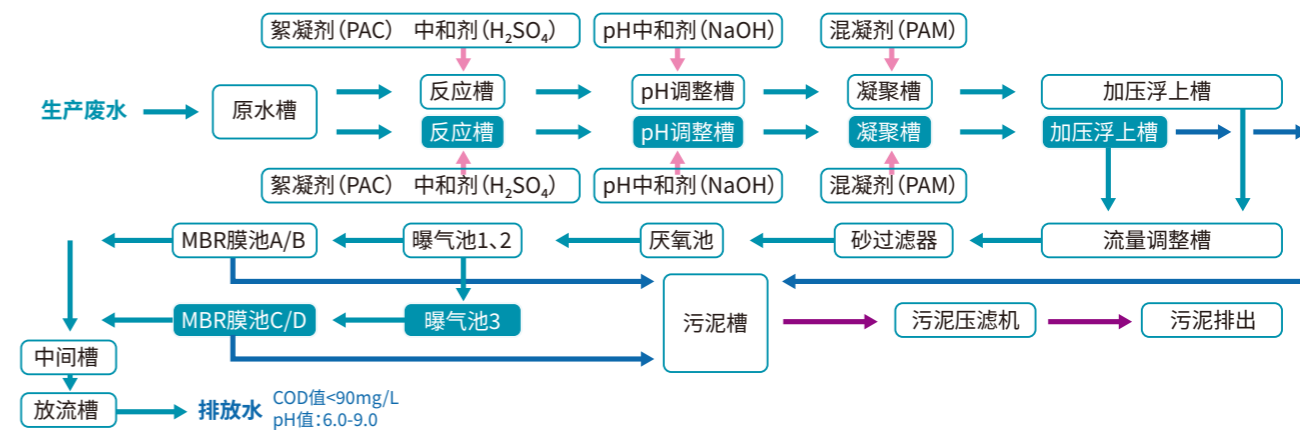 絮凝剂(PAC) 中和剂(H₂SO₄)
pH中和剂(NaOH)
混凝剂(PAM)
生产废水
原水槽
反应槽
pH调整槽
凝聚槽
加压浮上槽
反应槽
pH调整槽
凝聚槽
加压浮上槽
絮凝剂(PAC) 中和剂(H₂SO₄)
pH中和剂(NaOH)
混凝剂(PAM)
MBR膜池A/B
曝气池1、2
厌氧池
砂过滤器
流量调整槽
MBR膜池C/D
曝气池3
污泥槽
污泥压滤机
污泥排出
中间槽
放流槽
排放水
COD值<90mg/L
pH值:6.0-9.0